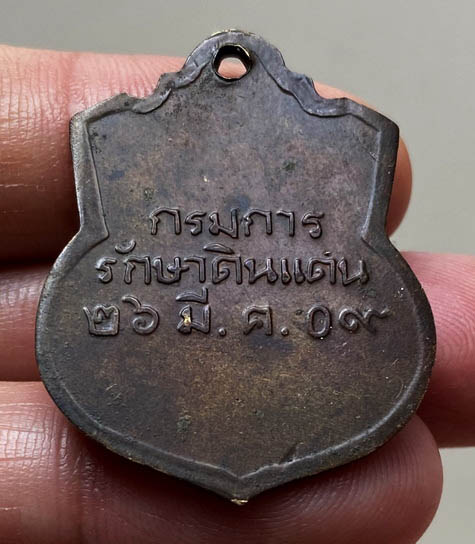 กรมการ
รักษาดินแดน
๒๖ มี. ค. ๐๙